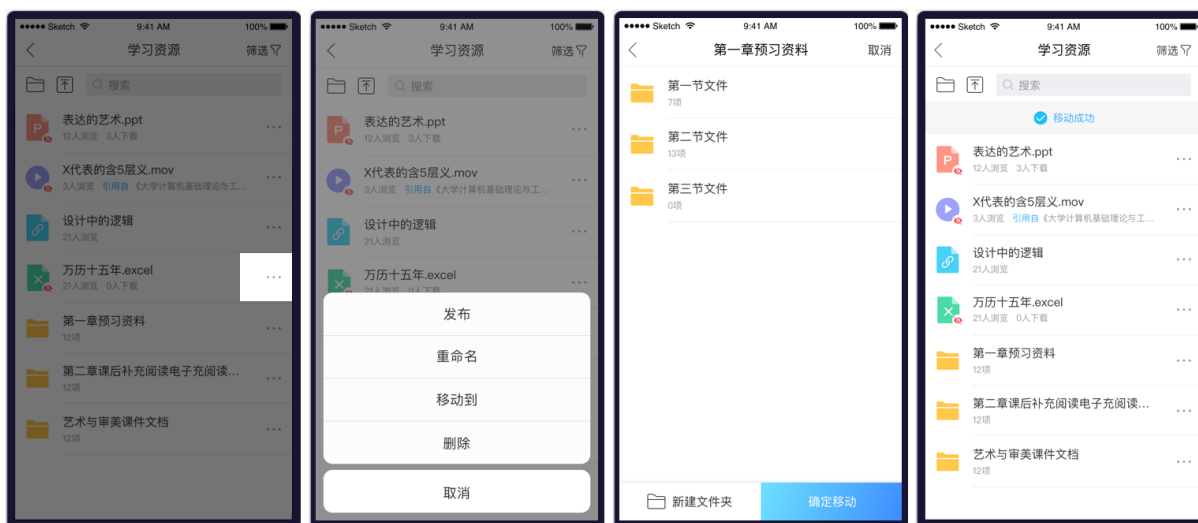 Sketch 9:41 AM 100%
学习资源 筛选
搜索
表达的艺术.ppt
12人浏览 3人下载
X代表的含5层义.mov
3人浏览 引用自《大学计算机基础理论与工...
设计中的逻辑
21人浏览
万历十五年.excel
21人浏览 0人下载
第一章预习资料
12项
第二章课后补充阅读电子充阅读...
12项
艺术与审美课件文档
12项
Sketch 9:41 AM 100%
学习资源 筛选
搜索
表达的艺术.ppt
12人浏览 3人下载
X代表的含5层义.mov
3人浏览 引用自《大学计算机基础理论与工...
设计中的逻辑
21人浏览
万历十五年.excel
21人浏览 0人下载
发布
重命名
移动到
删除
取消
Sketch 9:41 AM 100%
第一章预习资料 取消
第一节文件
7项
第二节文件
13项
第三节文件
0项
新建文件夹 确定移动
Sketch 9:41 AM 100%
学习资源 筛选
搜索
移动成功
表达的艺术.ppt
12人浏览 3人下载
X代表的含5层义.mov
3人浏览 引用自《大学计算机基础理论与工...
设计中的逻辑
21人浏览
万历十五年.excel
21人浏览 0人下载
第一章预习资料
12项
第二章课后补充阅读电子充阅读...
12项
艺术与审美课件文档
12项